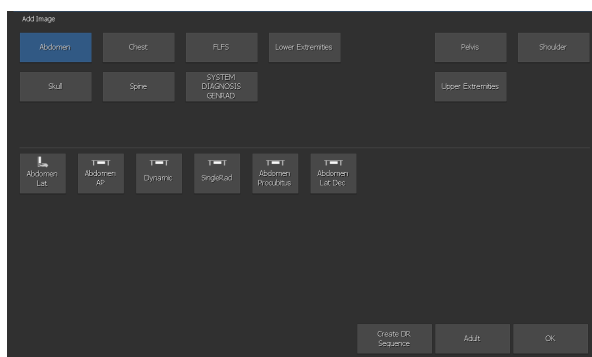 Add Image
Abdomen
Chest
FLFS
Lower Extremities
Pelvis
Shoulder
Skull
Spine
SYSTEM
DIAGNOSIS
GENRAD
Upper Extremities
Abdomen
Lat
Abdomen
AP
Dynamic
SingleRad
Abdomen
Procubitus
Abdomen
Lat Dec
Create DR
Sequence
Adult
OK